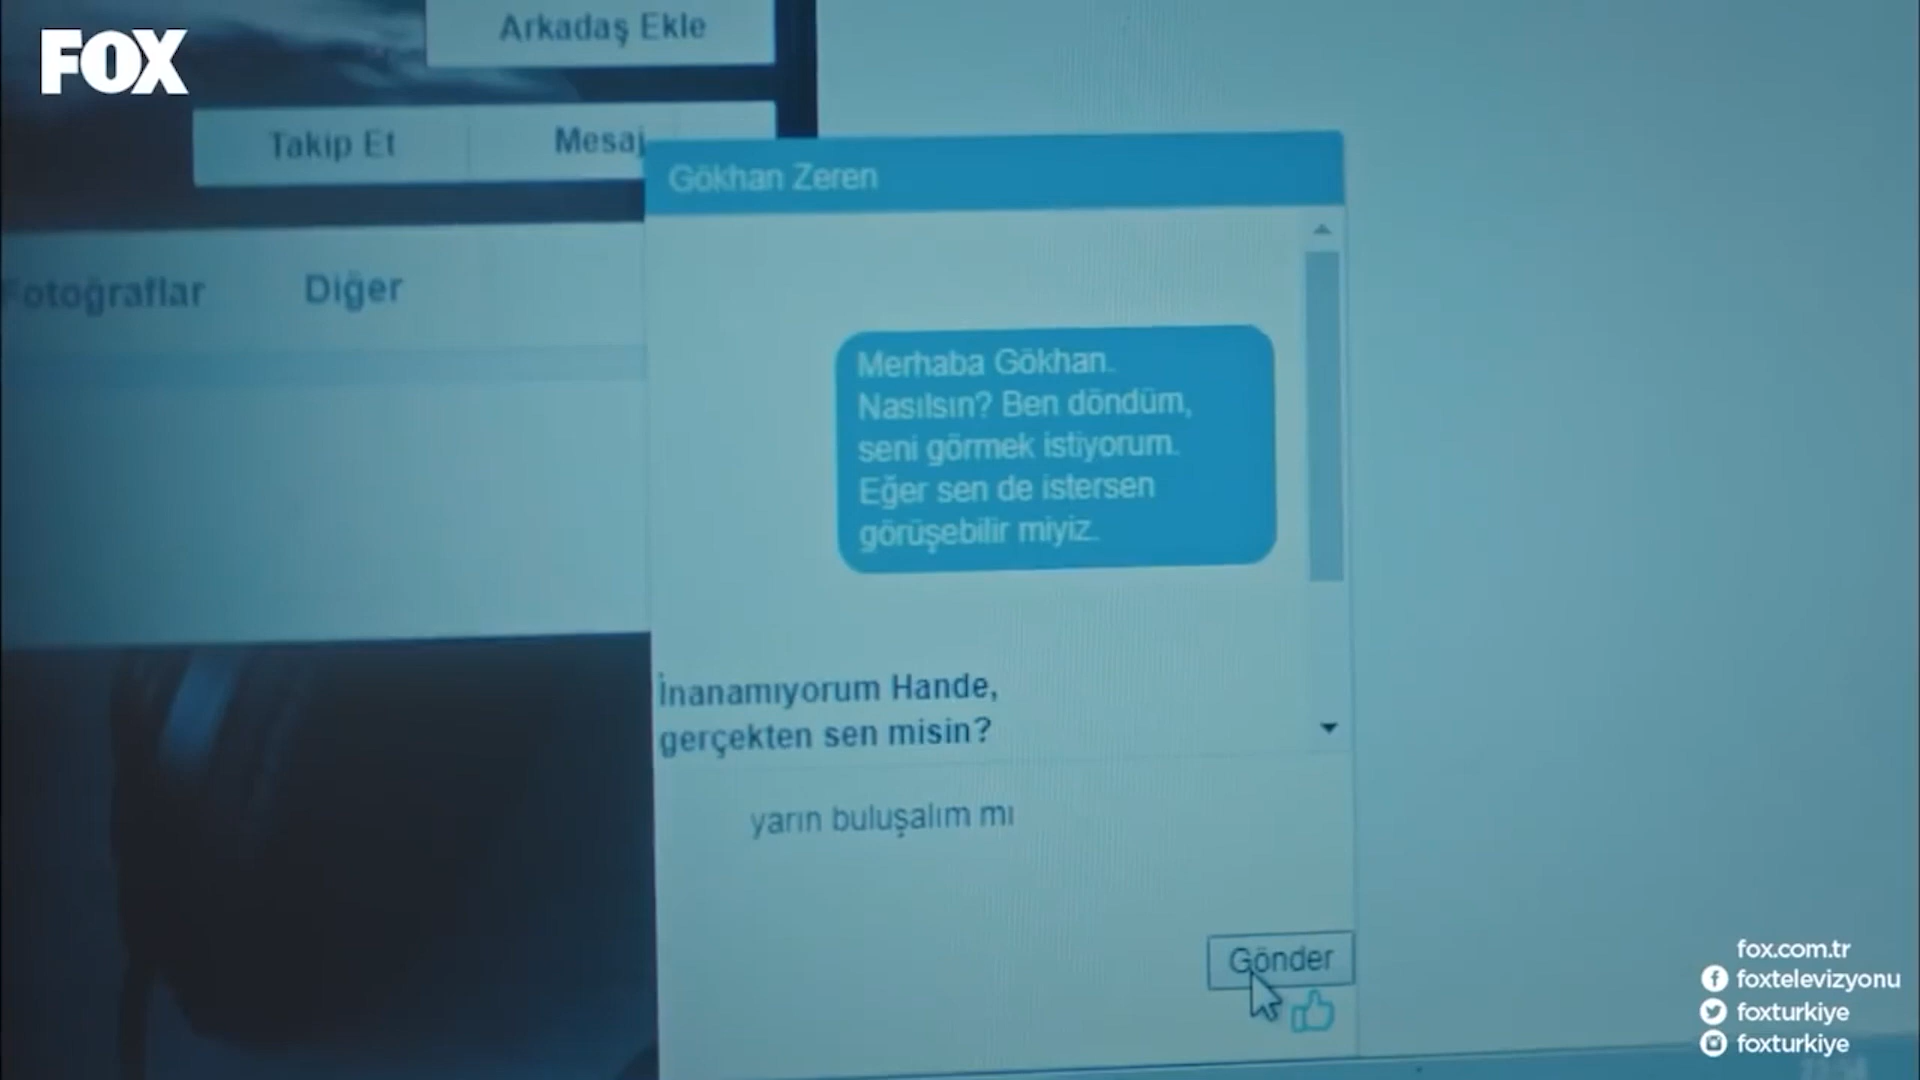 FOX
Arkadaş Ekle
Takip Et
Mesaj
Fotoğraflar
Diğer
Gökhan Zeren
Merhaba Gökhan.
Nasılsın? Ben döndüm,
seni görmek istiyorum.
Eğer sen de istersen
görüşebilir miyiz.
İnanamıyorum Hande,
gerçekten sen misin?
yarın buluşalım mı
Gönder
fox.com.tr
foxtelevizyonu
foxturkiye
foxturkiye